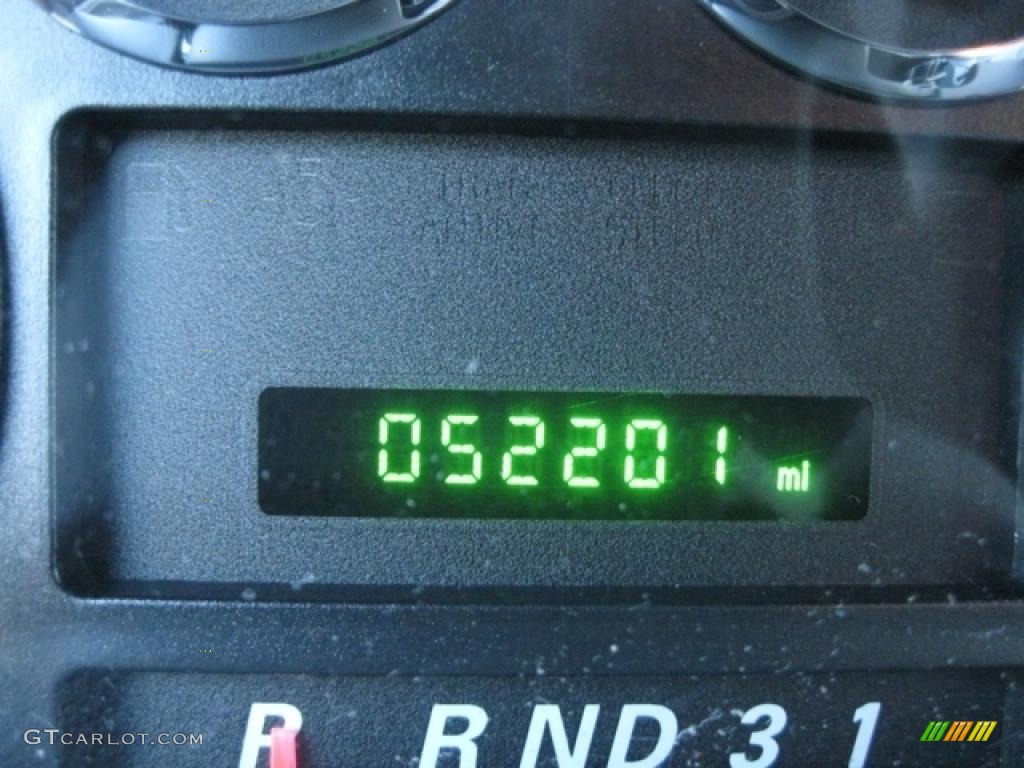 052201 mi
P R N D 3 1
GTCARLOT.COM